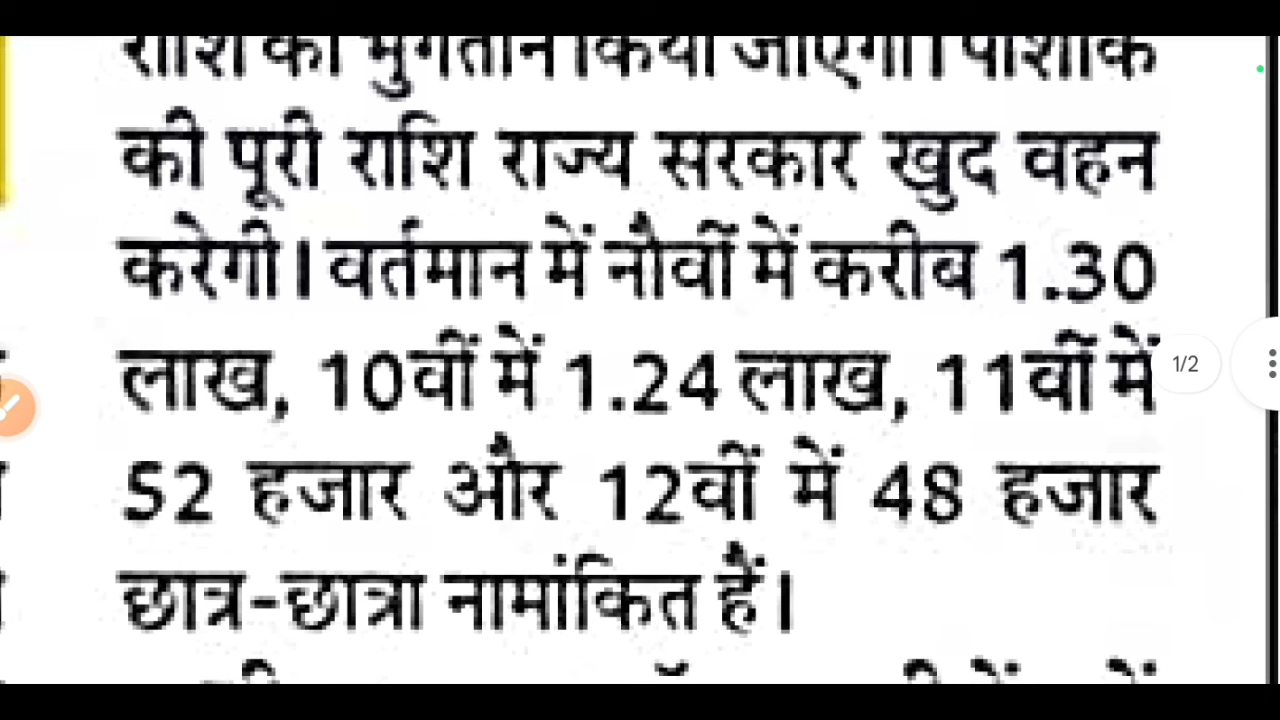 राशि का भुगतान किया जाएगा। पोशाक
की पूरी राशि राज्य सरकार खुद वहन
करेगी। वर्तमान में नौवीं में करीब 1.30
लाख, 10वीं में 1.24 लाख, 11वीं में
1/2
52 हजार और 12वीं में 48 हजार
छात्र-छात्रा नामांकित हैं।